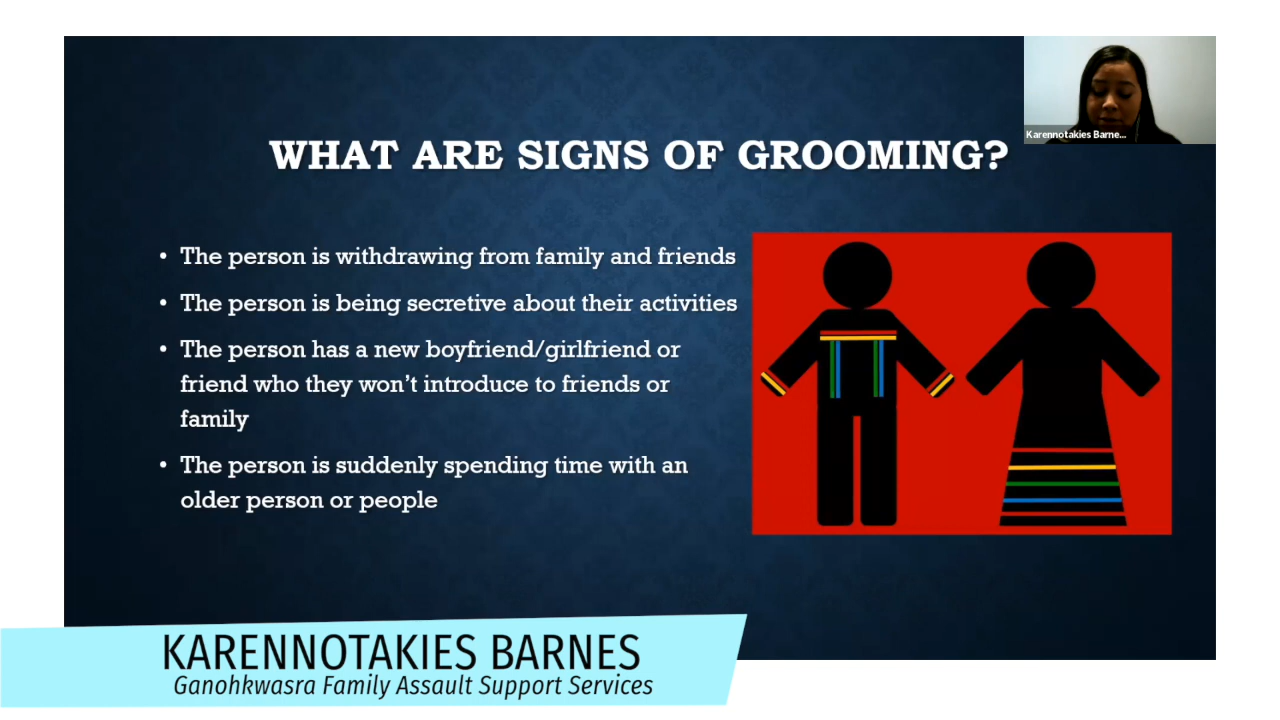 Karennotakies Barne...
WHAT ARE SIGNS OF GROOMING?
• The person is withdrawing from family and friends
• The person is being secretive about their activities
• The person has a new boyfriend/girlfriend or
friend who they won't introduce to friends or
family
• The person is suddenly spending time with an
older person or people
KARENNOTAKIES BARNES
Ganohkwasra Family Assault Support Services